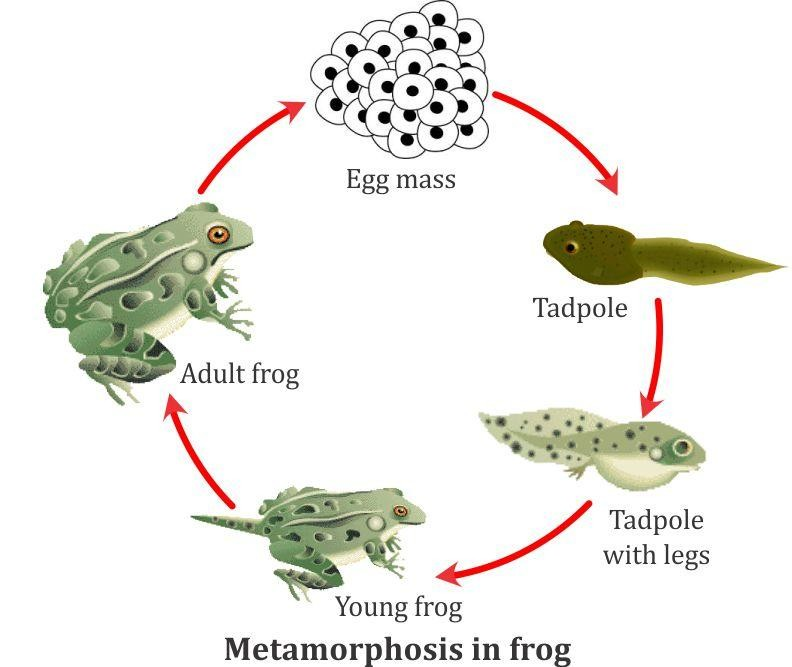 Egg mass
Tadpole
Adult frog
Tadpole
with legs
Young frog
Metamorphosis in frog